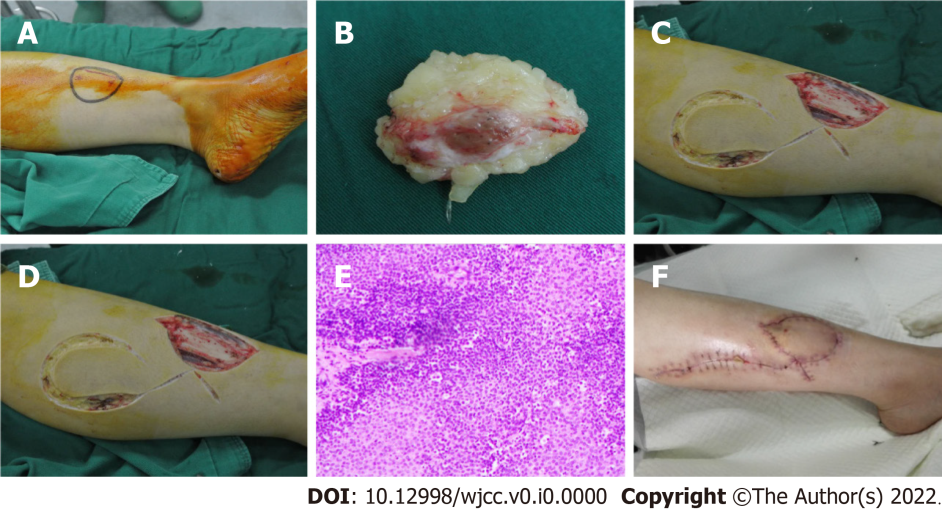 A
B
C
D
E
F
DOI: 10.12998/wjcc.v0.i0.0000 Copyright ©The Author(s) 2022.